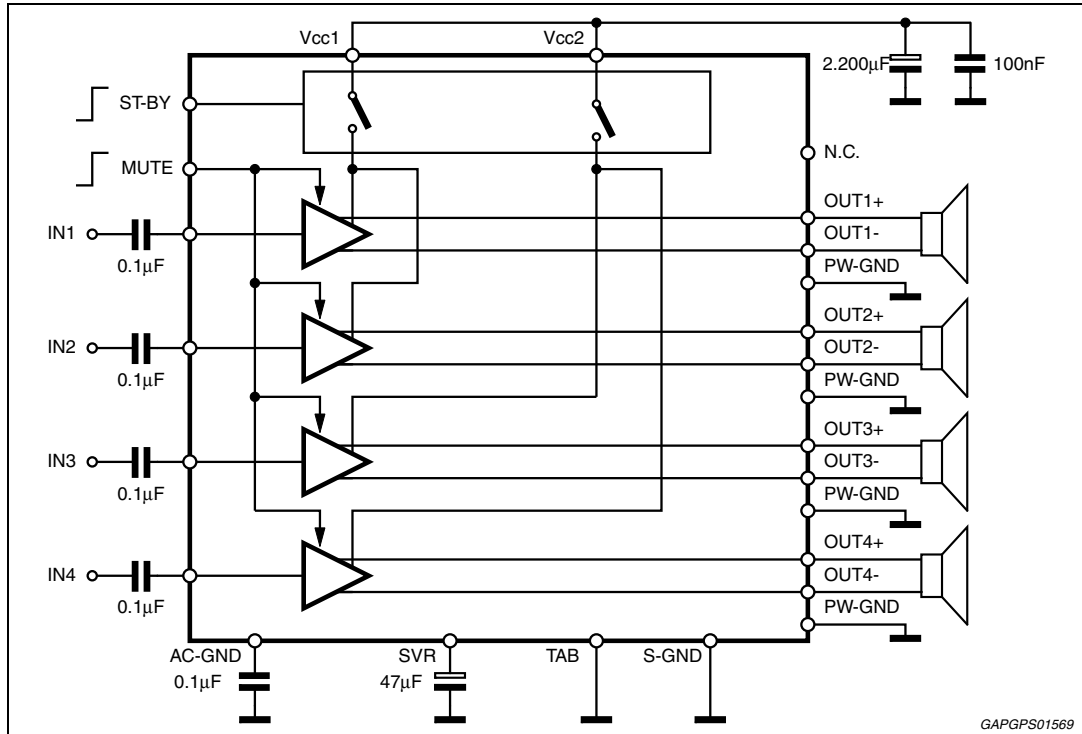 Vcc1
Vcc2
2.200µF
100nF
ST-BY
N.C.
MUTE
OUT1+
IN1
OUT1-
0.1µF
PW-GND
OUT2+
IN2
OUT2-
0.1µF
PW-GND
OUT3+
IN3
OUT3-
0.1µF
PW-GND
OUT4+
IN4
OUT4-
0.1µF
PW-GND
AC-GND
SVR
TAB
S-GND
0.1µF
47µF
GAPGPS01569